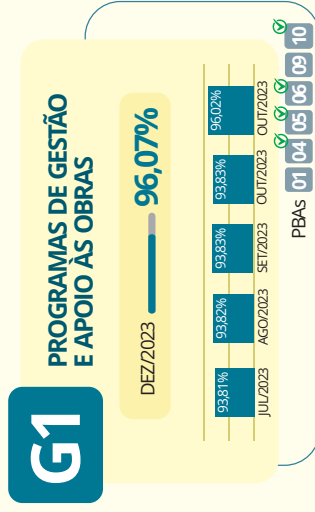 G1
PROGRAMAS DE GESTÃO
E APOIO ÀS OBRAS
DEZ/2023 96,07%
93,81% 93,82% 93,83% 93,83% 96,02%
JUL/2023 AGO/2023 SET/2023 OUT/2023 OUT/2023
PBAs 01 04 05 06 09 10